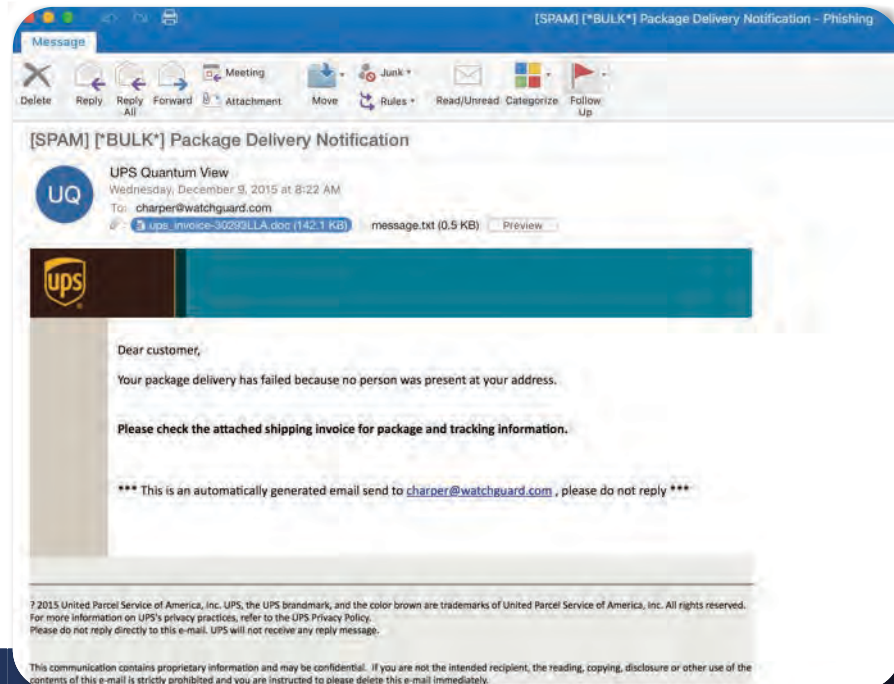 [SPAM] [*BULK*] Package Delivery Notification - Phishing
Message
Delete
Reply
Reply All
Forward
Meeting
Attachment
Move
Junk
Rules
Read/Unread
Categorize
Follow Up
[SPAM] [*BULK*] Package Delivery Notification
UQ
UPS Quantum View
Wednesday, December 9, 2015 at 8:22 AM
To: charper@watchguard.com
ups_invoice-30293LLA.doc (142.1 KB) message.txt (0.5 KB) Preview
ups
Dear customer,
Your package delivery has failed because no person was present at your address.
Please check the attached shipping invoice for package and tracking information.
*** This is an automatically generated email send to charper@watchguard.com , please do not reply ***
? 2015 United Parcel Service of America, Inc. UPS, the UPS brandmark, and the color brown are trademarks of United Parcel Service of America, Inc. All rights reserved.
For more information on UPS's privacy practices, refer to the UPS Privacy Policy.
Please do not reply directly to this e-mail. UPS will not receive any reply message.
This communication contains proprietary information and may be confidential. If you are not the intended recipient, the reading, copying, disclosure or other use of the
contents of this e-mail is strictly prohibited and you are instructed to please delete this e-mail immediately.